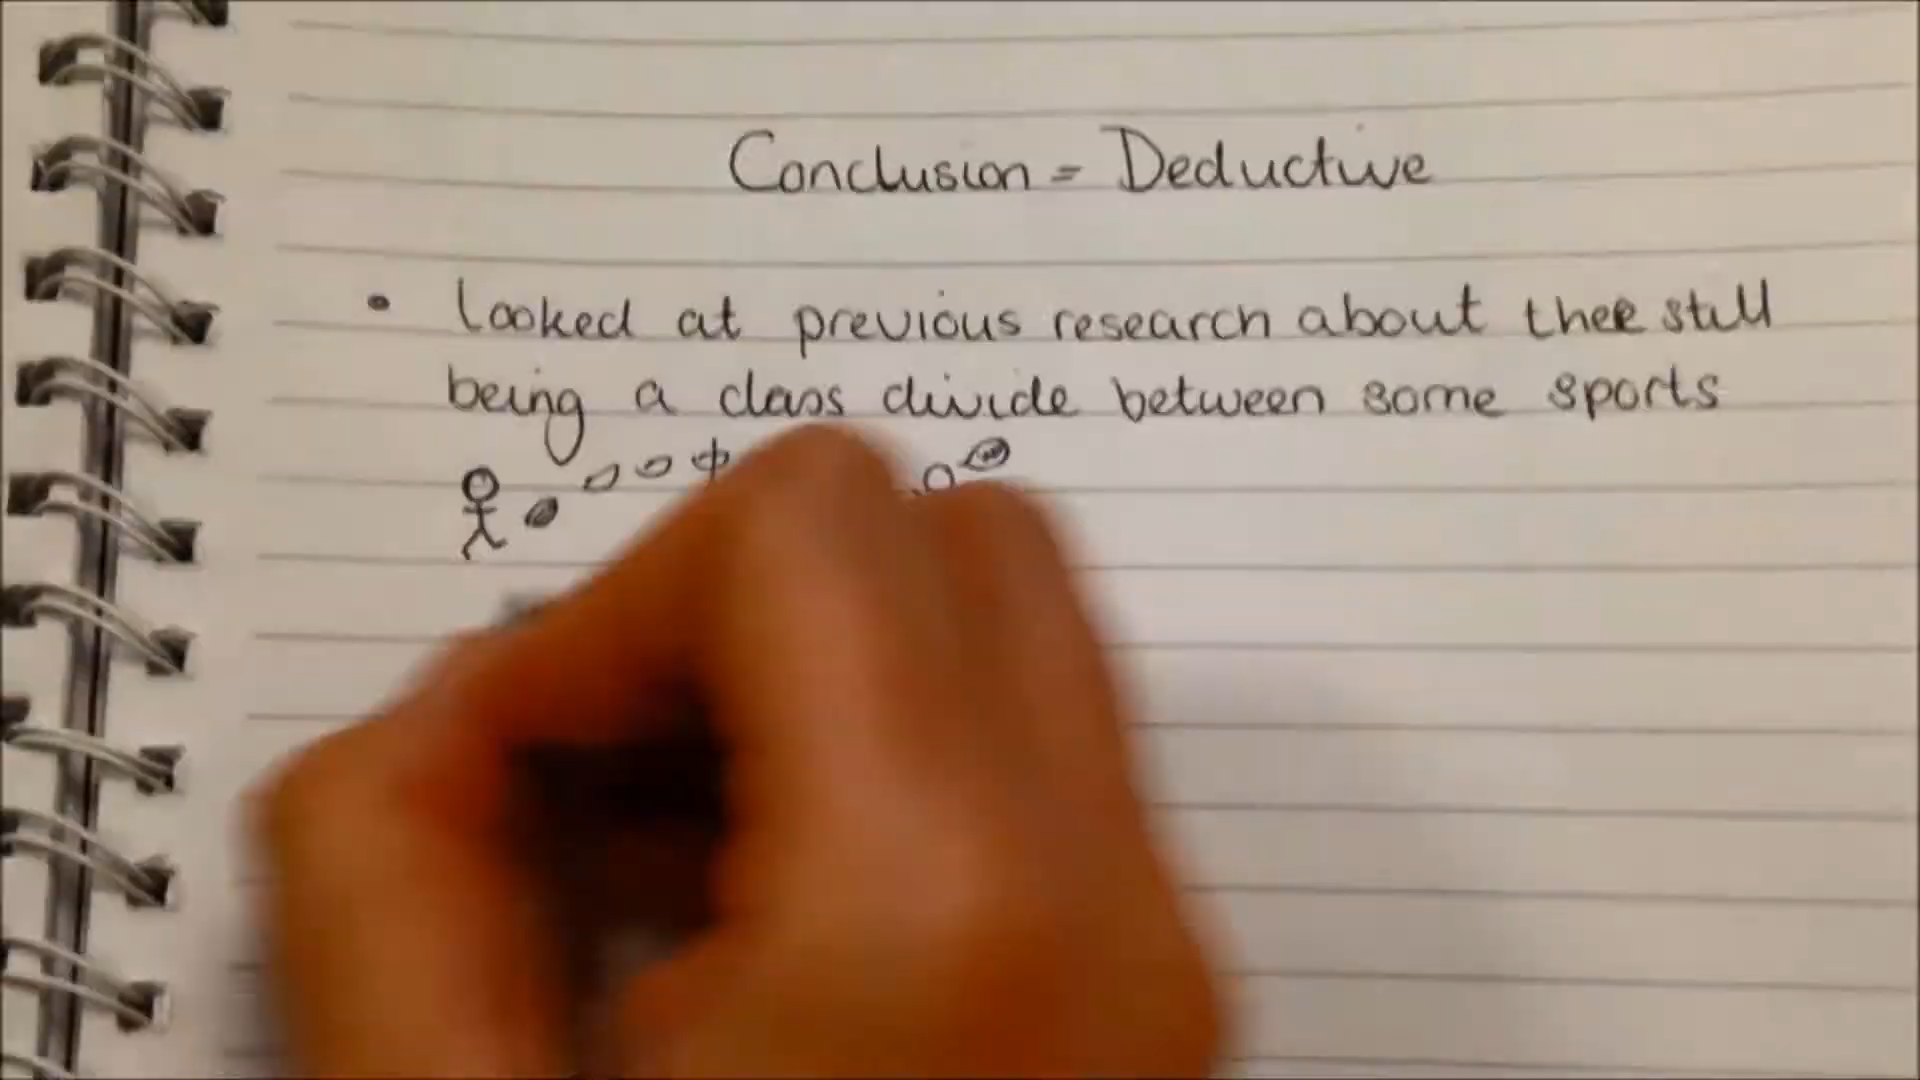 Conclusion = Deductive
• Looked at previous research about thee still
being a class divide between some sports